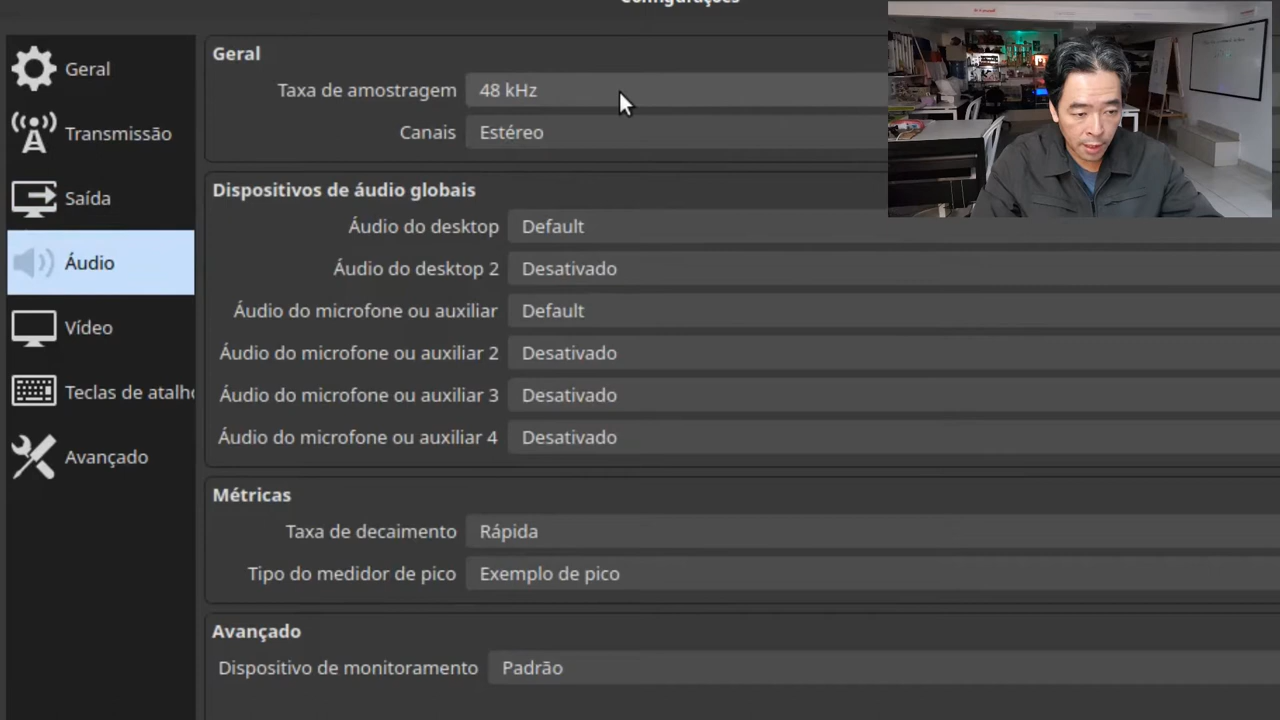 Configurações
Geral
Transmissão
Saída
Áudio
Vídeo
Teclas de atalho
Avançado
Geral
Taxa de amostragem 48 kHz
Canais Estéreo
Dispositivos de áudio globais
Áudio do desktop Default
Áudio do desktop 2 Desativado
Áudio do microfone ou auxiliar Default
Áudio do microfone ou auxiliar 2 Desativado
Áudio do microfone ou auxiliar 3 Desativado
Áudio do microfone ou auxiliar 4 Desativado
Métricas
Taxa de decaimento Rápida
Tipo do medidor de pico Exemplo de pico
Avançado
Dispositivo de monitoramento Padrão